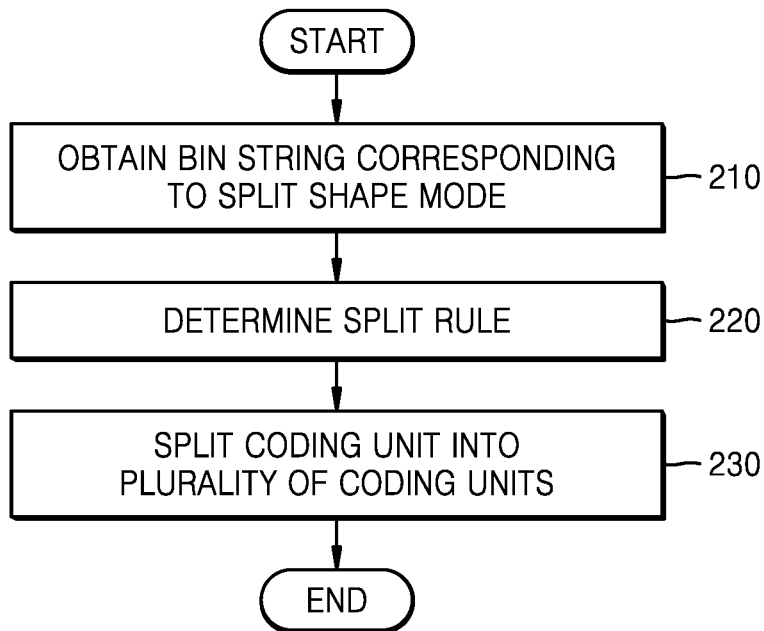 START
OBTAIN BIN STRING CORRESPONDING
TO SPLIT SHAPE MODE
210
DETERMINE SPLIT RULE
220
SPLIT CODING UNIT INTO
PLURALITY OF CODING UNITS
230
END